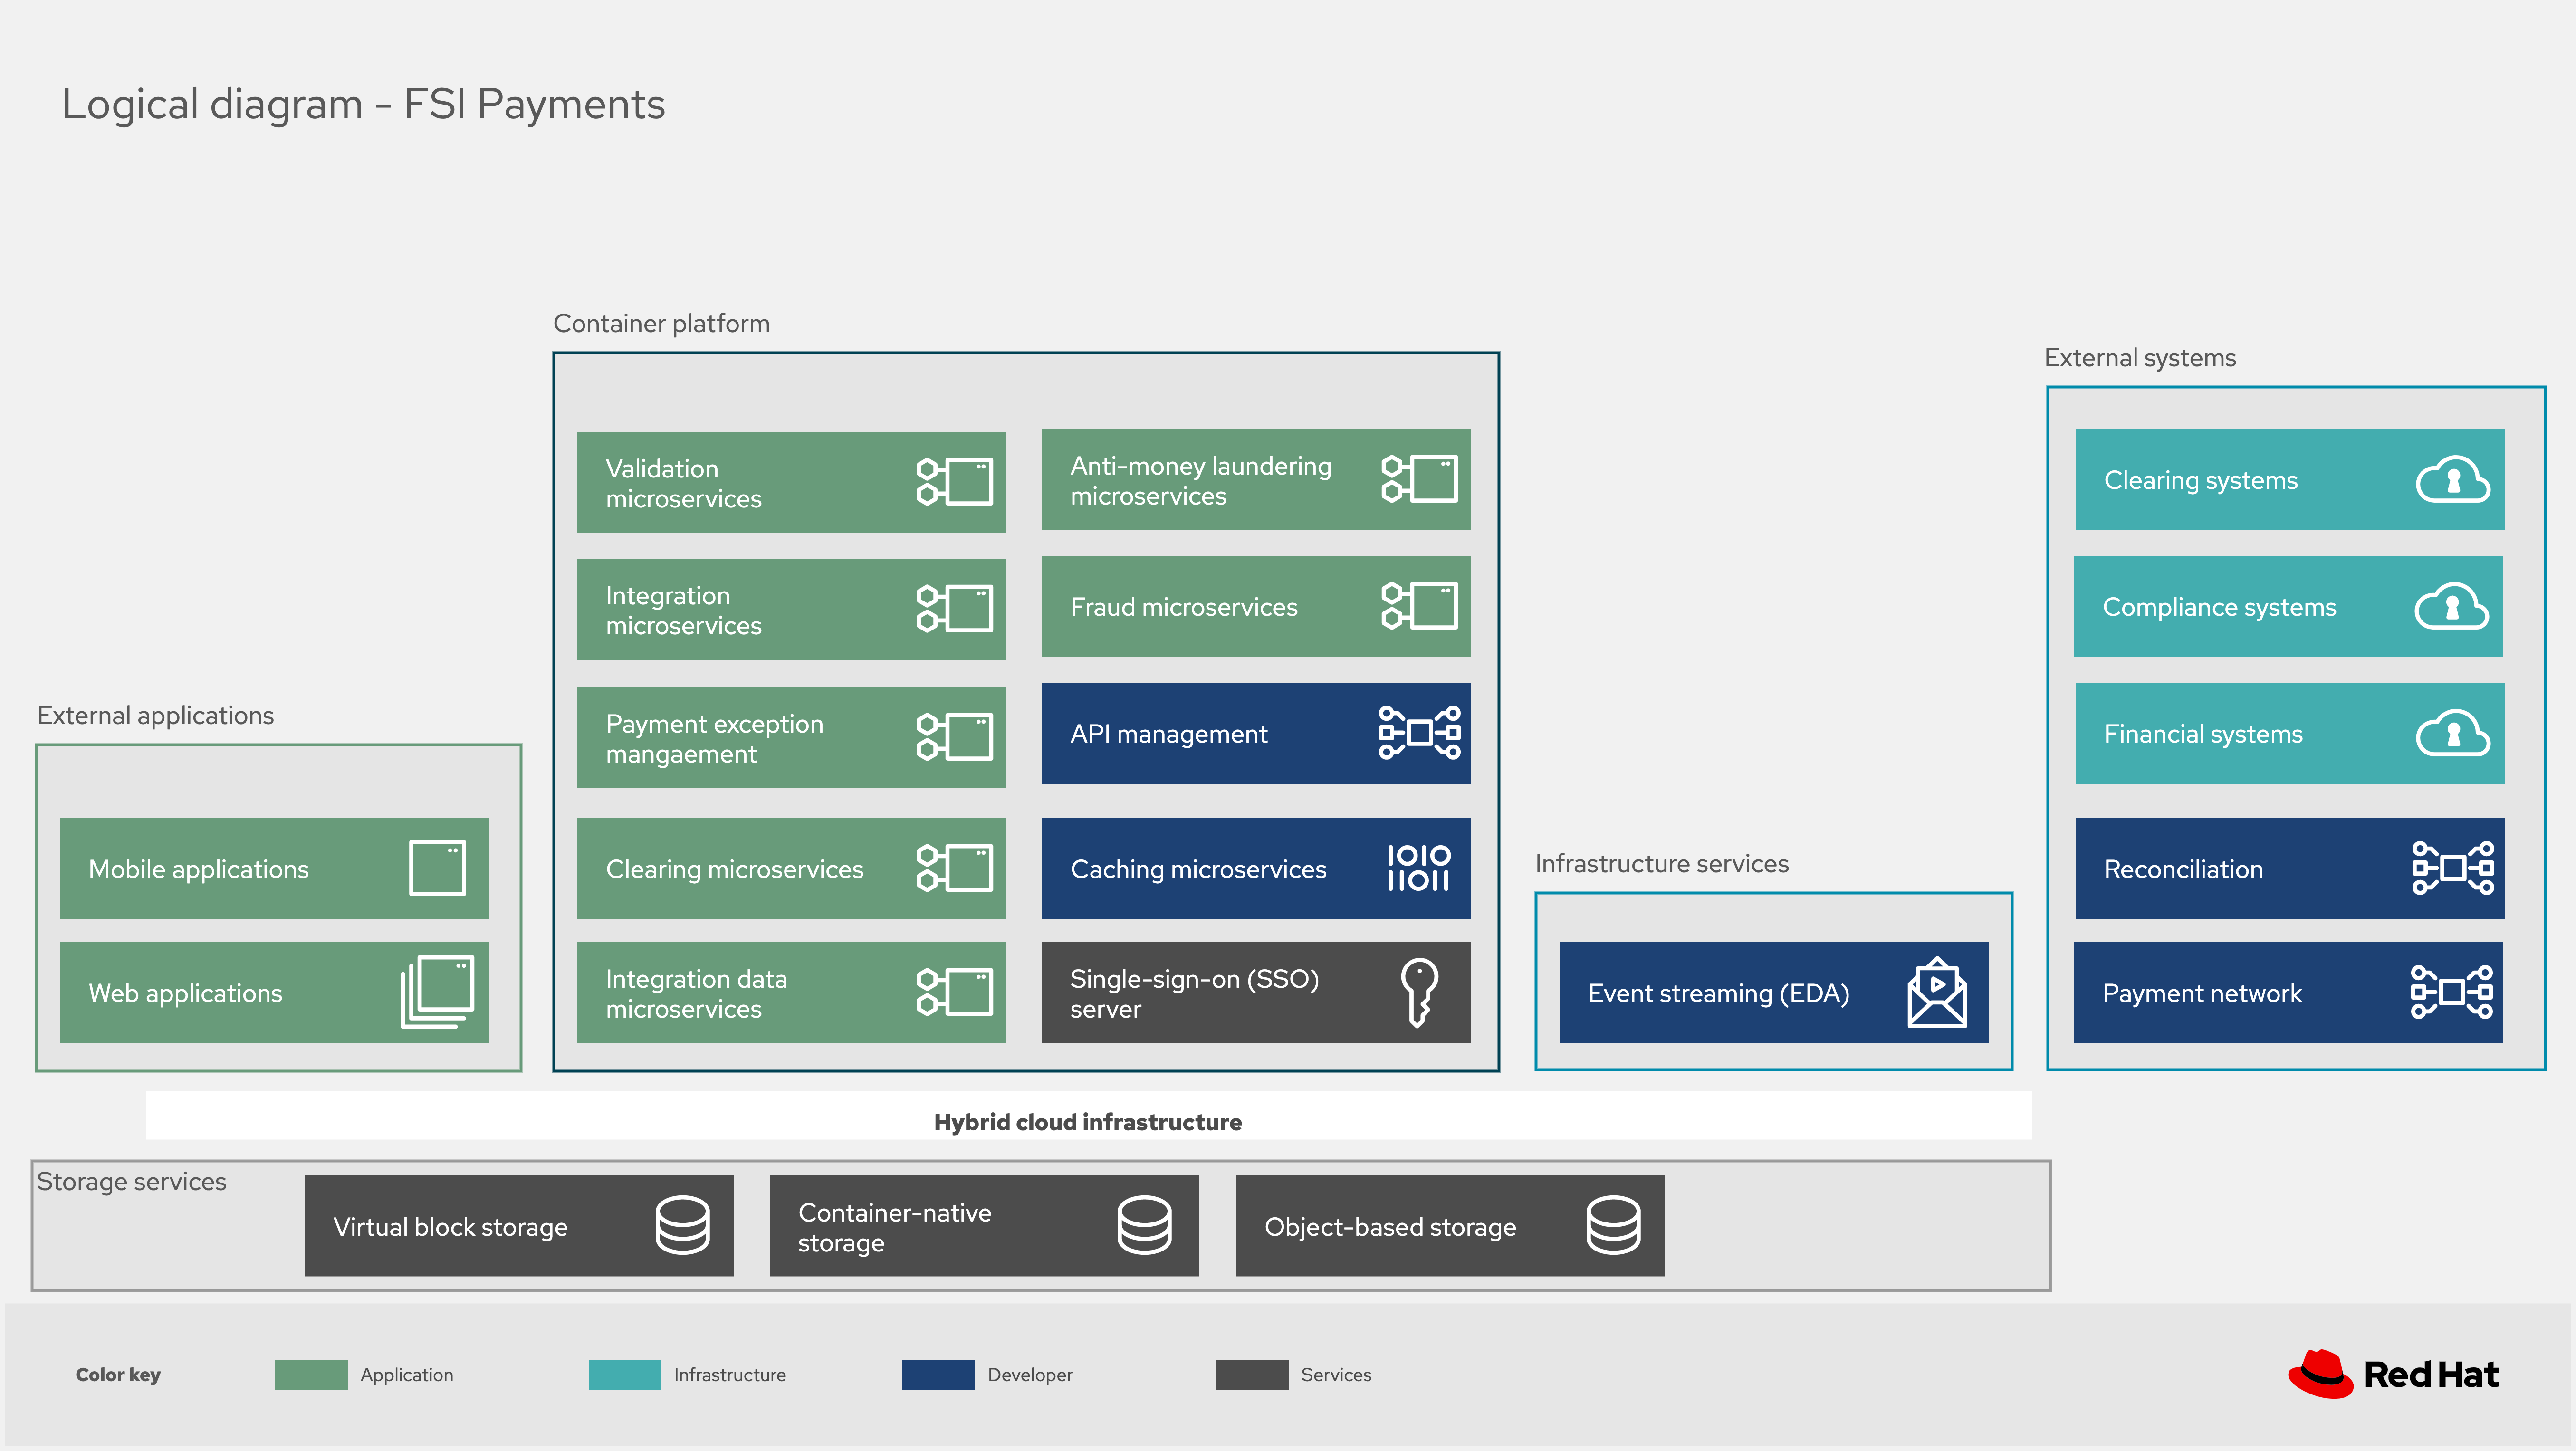 Logical diagram - FSI Payments
Container platform
Validation
microservices
Anti-money laundering
microservices
Integration
microservices
Fraud microservices
Payment exception
mangaement
API management
Clearing microservices
Caching microservices
Integration data
microservices
Single-sign-on (SSO)
server
External applications
Mobile applications
Web applications
Infrastructure services
Event streaming (EDA)
External systems
Clearing systems
Compliance systems
Financial systems
Reconciliation
Payment network
Hybrid cloud infrastructure
Storage services
Virtual block storage
Container-native
storage
Object-based storage
Color key
Application
Infrastructure
Developer
Services
Red Hat